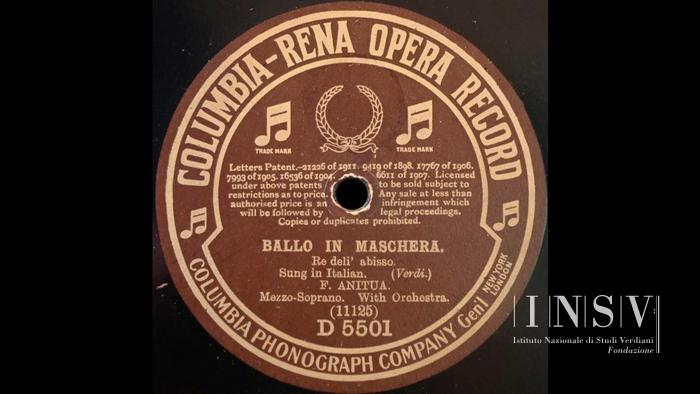 COLUMBIA-RENA OPERA RECORD
TRADE MARK
TRADE MARK
Letters Patent.-21226 of 1911. 9419 of 1898. 17767 of 1906.
7993 of 1905. 16536 of 1904. 6611 of 1907. Licensed
under above patents to be sold subject to
restrictions as to price. Any sale at less than
authorised price is an infringement which
will be followed by legal proceedings.
Copies or duplicates prohibited.
BALLO IN MASCHERA.
Re dell' abisso.
Sung in Italian. (Verdi.)
F. ANITUA.
Mezzo-Soprano. With Orchestra.
(11125)
D 5501
COLUMBIA PHONOGRAPH COMPANY Gen'l
NEW YORK
LONDON
INSV
Istituto Nazionale di Studi Verdiani
Fondazione